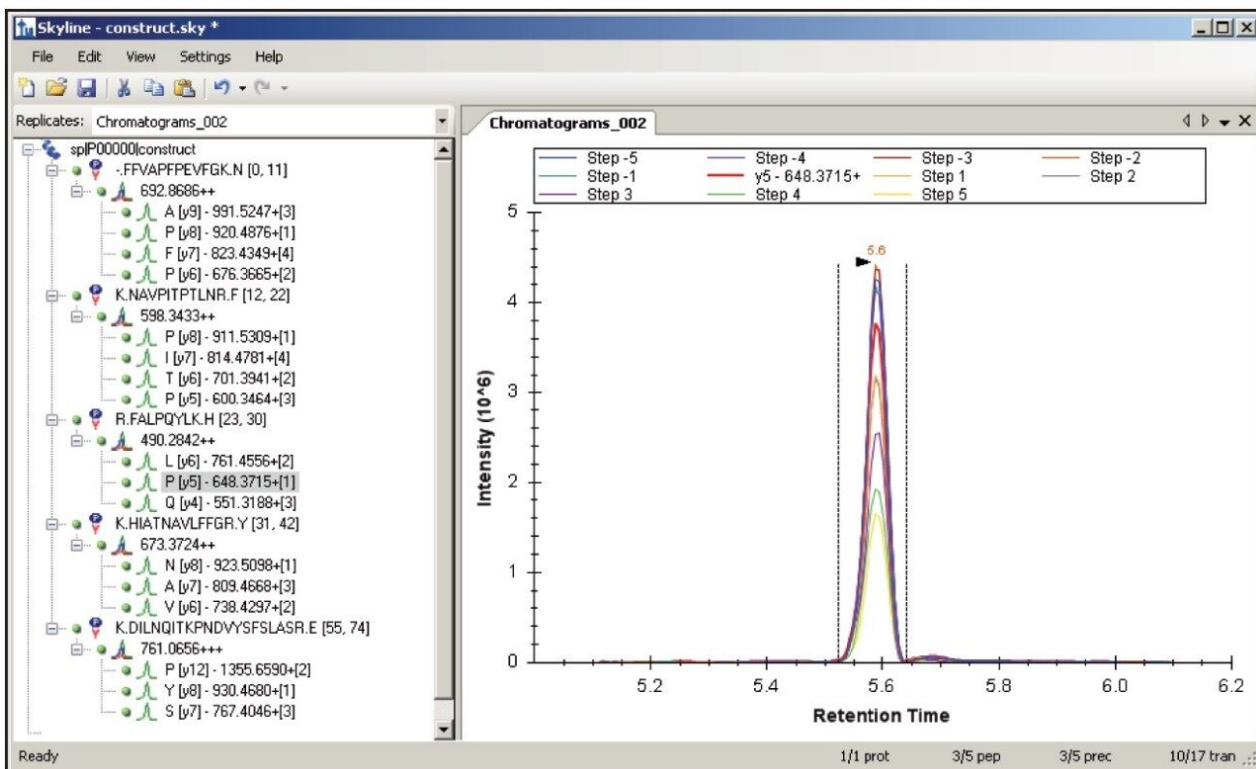 Skyline - construct.sky *
File Edit View Settings Help
Replicates: Chromatograms_002
sp|P00000|construct
-.FFVAPFPEVFGK.N [0, 11]
692.8686++
A [y9] - 991.5247+[3]
P [y8] - 920.4876+[1]
F [y7] - 823.4349+[4]
P [y6] - 676.3665+[2]
K.NAVPITPTLNR.F [12, 22]
598.3433++
P [y8] - 911.5309+[1]
I [y7] - 814.4781+[4]
T [y6] - 701.3941+[2]
P [y5] - 600.3464+[3]
R.FALPQYLK.H [23, 30]
490.2842++
L [y6] - 761.4556+[2]
P [y5] - 648.3715+[1]
Q [y4] - 551.3188+[3]
K.HIATNAVLFFGR.Y [31, 42]
673.3724++
N [y8] - 923.5098+[1]
A [y7] - 809.4668+[3]
V [y6] - 738.4297+[2]
K.DILNQITKPNDVYSFSLASR.E [55, 74]
761.0656+++
P [y12] - 1355.6590+[2]
Y [y8] - 930.4680+[1]
S [y7] - 767.4046+[3]
Chromatograms_002
Step -5 Step -4 Step -3 Step -2
Step -1 y5 - 648.3715+ Step 1 Step 2
Step 3 Step 4 Step 5
5
4
3
2
1
0
Intensity (10^6)
5.6
5.2 5.4 5.6 5.8 6.0 6.2
Retention Time
Ready 1/1 prot 3/5 pep 3/5 prec 10/17 tran